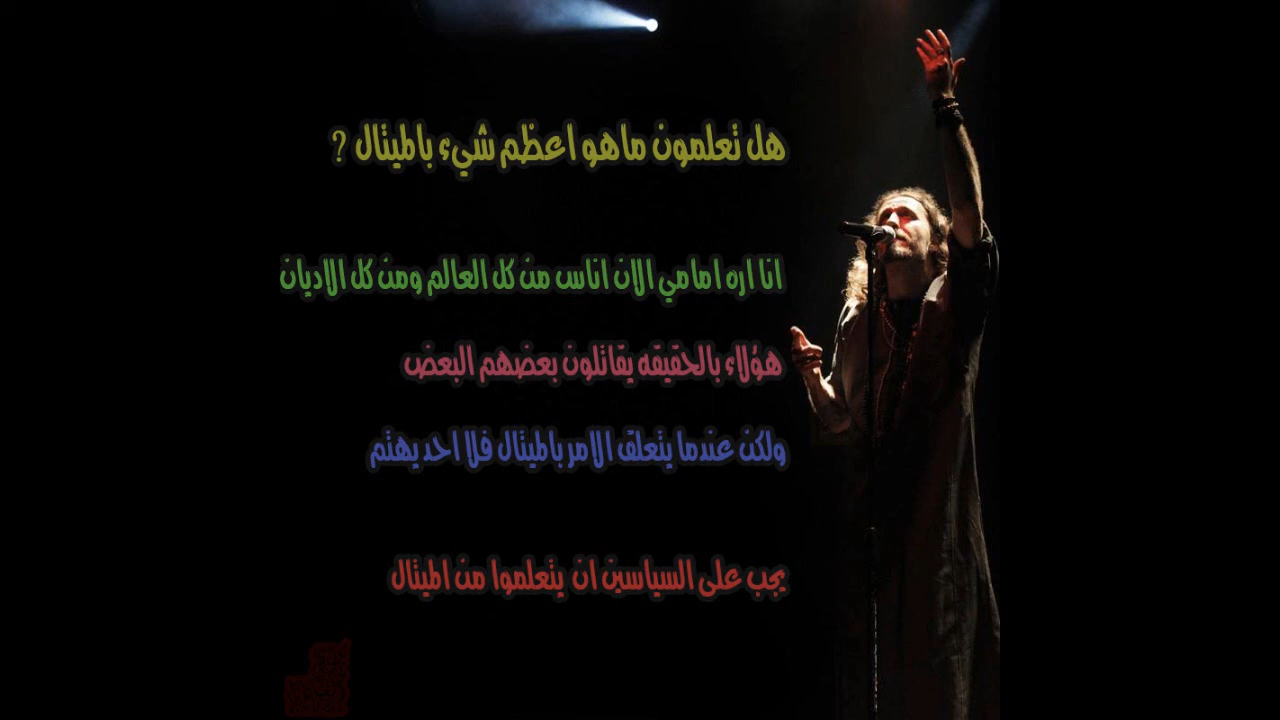 هل تعلمون ماهو اعظم شيء بالميتال ?
انا اره امامي الان اناس من كل العالم ومن كل الاديان
هؤلاء بالحقيقه يقاتلون بعضهم البعض
ولكن عندما يتعلق الامر بالميتال فلا احد يهتم
يجب على السياسين ان يتعلموا من الميتال